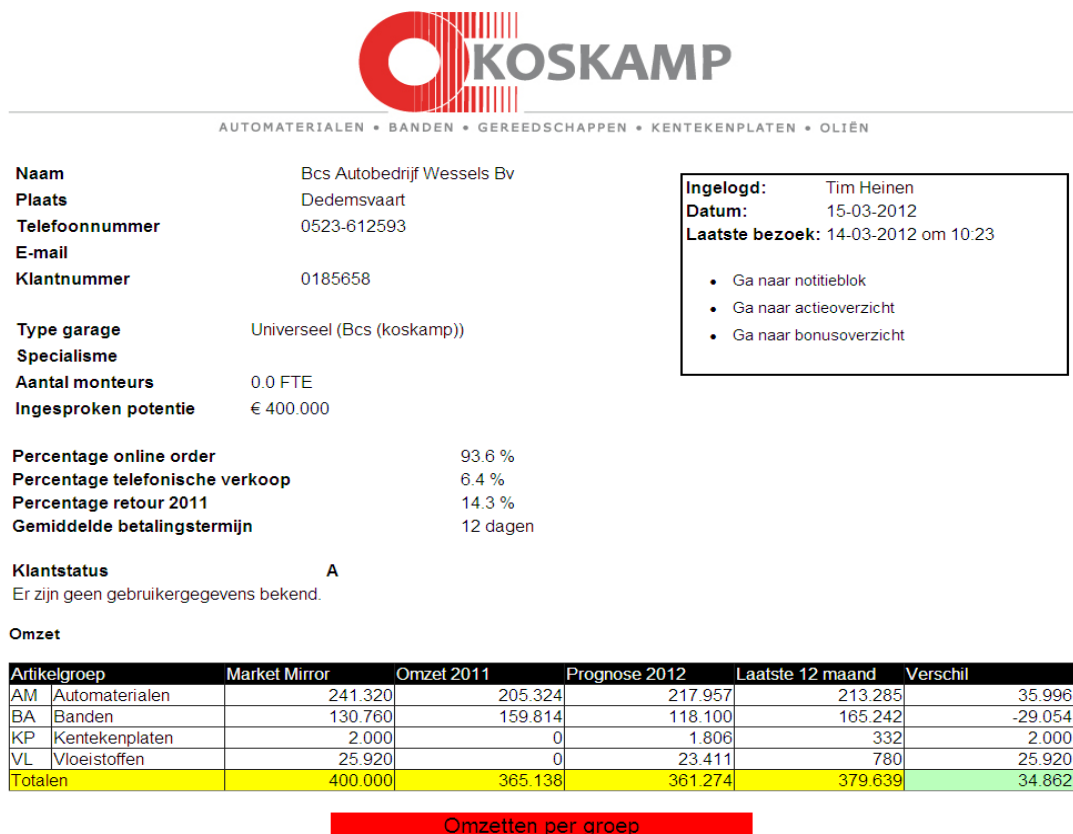 KOSKAMP
AUTOMATERIALEN • BANDEN • GEREEDSCHAPPEN • KENTEKENPLATEN • OLIËN
Naam Bcs Autobedrijf Wessels Bv
Plaats Dedemsvaart
Telefoonnummer 0523-612593
E-mail
Klantnummer 0185658
Ingelogd: Tim Heinen
Datum: 15-03-2012
Laatste bezoek: 14-03-2012 om 10:23
• Ga naar notitieblok
• Ga naar actieoverzicht
• Ga naar bonusoverzicht
Type garage Universeel (Bcs (koskamp))
Specialisme
Aantal monteurs 0.0 FTE
Ingesproken potentie € 400.000
Percentage online order 93.6 %
Percentage telefonische verkoop 6.4 %
Percentage retour 2011 14.3 %
Gemiddelde betalingstermijn 12 dagen
Klantstatus A
Er zijn geen gebruikergegevens bekend.
Omzet
Artikelgroep Market Mirror Omzet 2011 Prognose 2012 Laatste 12 maand Verschil
AM Automaterialen 241.320 205.324 217.957 213.285 35.996
BA Banden 130.760 159.814 118.100 165.242 -29.054
KP Kentekenplaten 2.000 0 1.806 332 2.000
VL Vloeistoffen 25.920 0 23.411 780 25.920
Totalen 400.000 365.138 361.274 379.639 34.862
Omzetten per groep